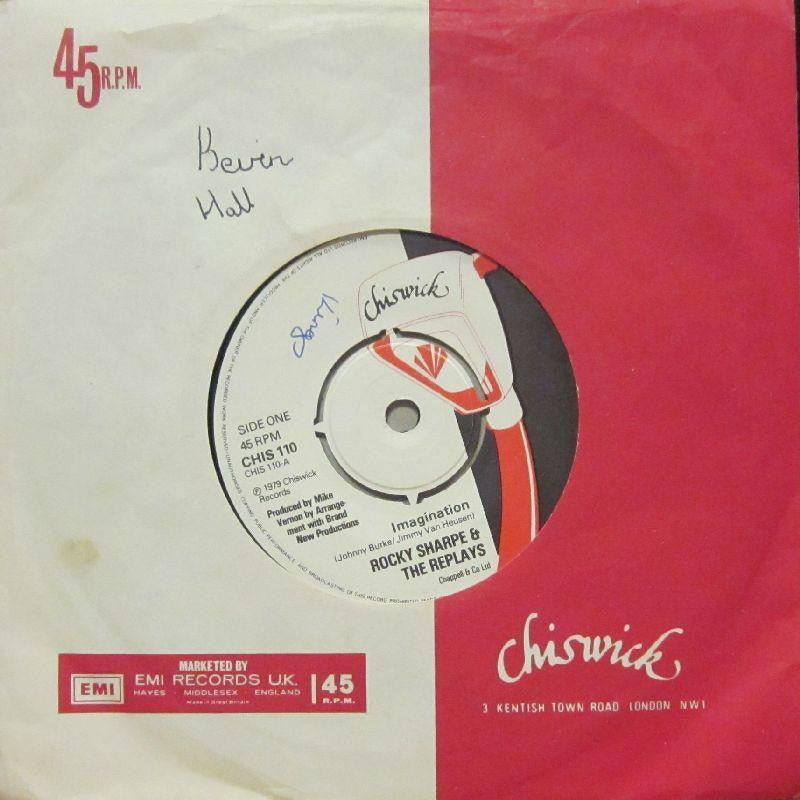 45 R.P.M.
Kevin
Hall
Chiswick
SIDE ONE
45 RPM
CHIS 110
CHIS 110-A
℗ 1979 Chiswick
Records
Produced by Mike
Vernon by Arrange-
ment with Brand
New Productions
Imagination
(Johnny Burke/Jimmy Van Heusen)
ROCKY SHARPE &
THE REPLAYS
Chappell & Co Ltd
Chiswick
3 KENTISH TOWN ROAD LONDON NW1
MARKETED BY
EMI EMI RECORDS U.K. 45
HAYES · MIDDLESEX · ENGLAND R.P.M.
Made in Great Britain